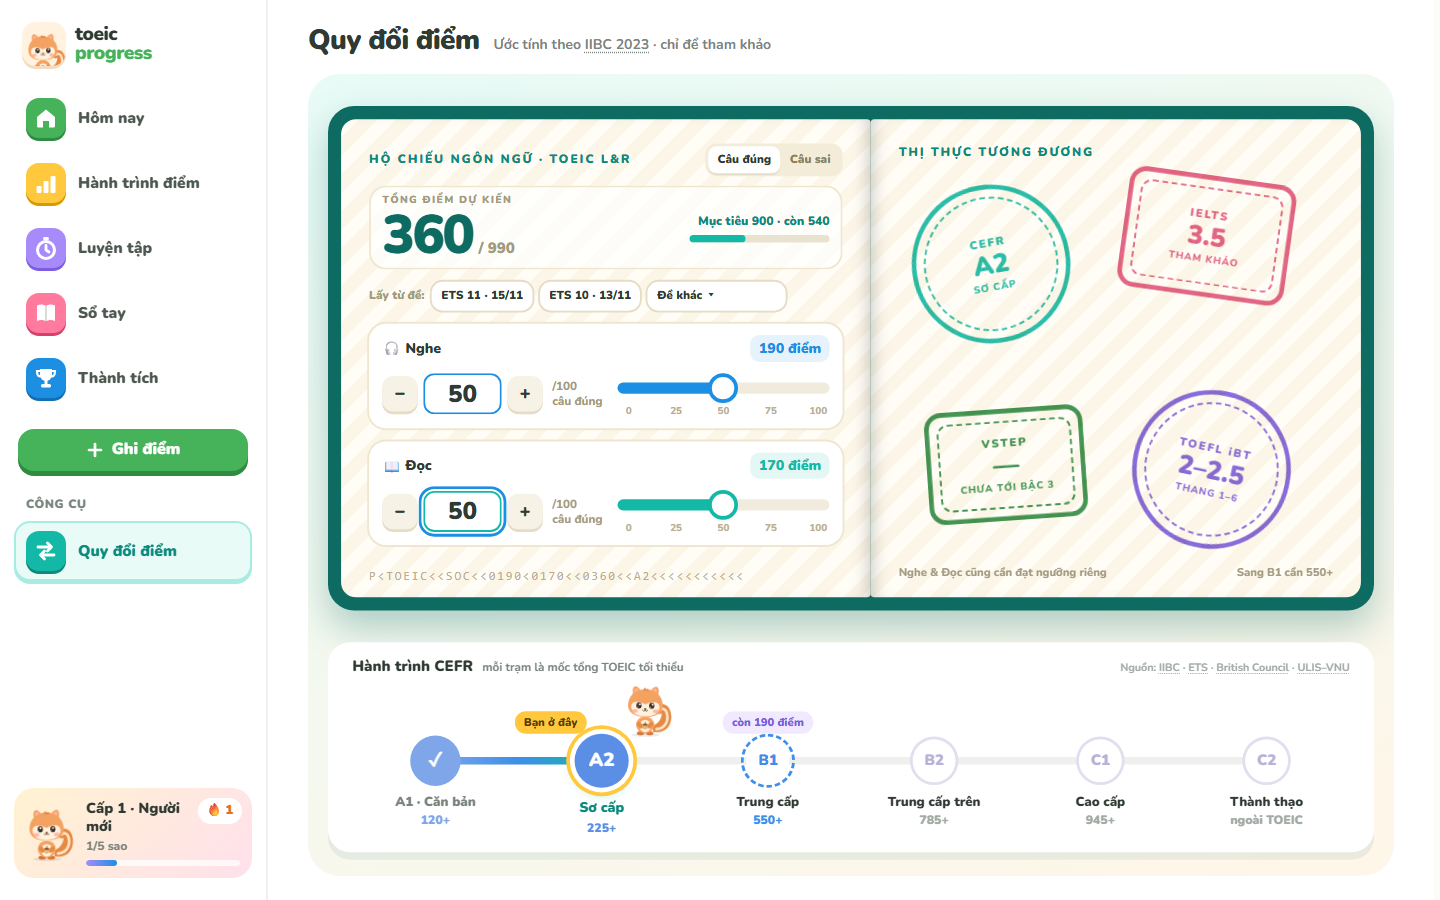 toeic
progress
Hôm nay
Hành trình điểm
Luyện tập
Sổ tay
Thành tích
+ Ghi điểm
CÔNG CỤ
Quy đổi điểm
Cấp 1 · Người mới
🔥 1
1/5 sao
Quy đổi điểm
Ước tính theo IIBC 2023 · chỉ để tham khảo
HỘ CHIẾU NGÔN NGỮ · TOEIC L&R
Câu đúng
Câu sai
TỔNG ĐIỂM DỰ KIẾN
360 / 990
Mục tiêu 900 · còn 540
Lấy từ đề:
ETS 11 · 15/11
ETS 10 · 13/11
Đề khác
Nghe
190 điểm
−
50
+
/100
câu đúng
0 25 50 75 100
Đọc
170 điểm
−
50
+
/100
câu đúng
0 25 50 75 100
P<TOEIC<<SOC<<0190<0170<<0360<<A2<<<<<<<<<<<
THỊ THỰC TƯƠNG ĐƯƠNG
CEFR
A2
SƠ CẤP
IELTS
3.5
THAM KHẢO
VSTEP
—
CHƯA TỚI BẬC 3
TOEFL iBT
2–2.5
THANG 1–6
Nghe & Đọc cũng cần đạt ngưỡng riêng
Sang B1 cần 550+
Hành trình CEFR
mỗi trạm là mốc tổng TOEIC tối thiểu
Nguồn: IIBC · ETS · British Council · ULIS–VNU
Bạn ở đây
còn 190 điểm
✓
A2
B1
B2
C1
C2
A1 · Căn bản
120+
Sơ cấp
225+
Trung cấp
550+
Trung cấp trên
785+
Cao cấp
945+
Thành thạo
ngoài TOEIC